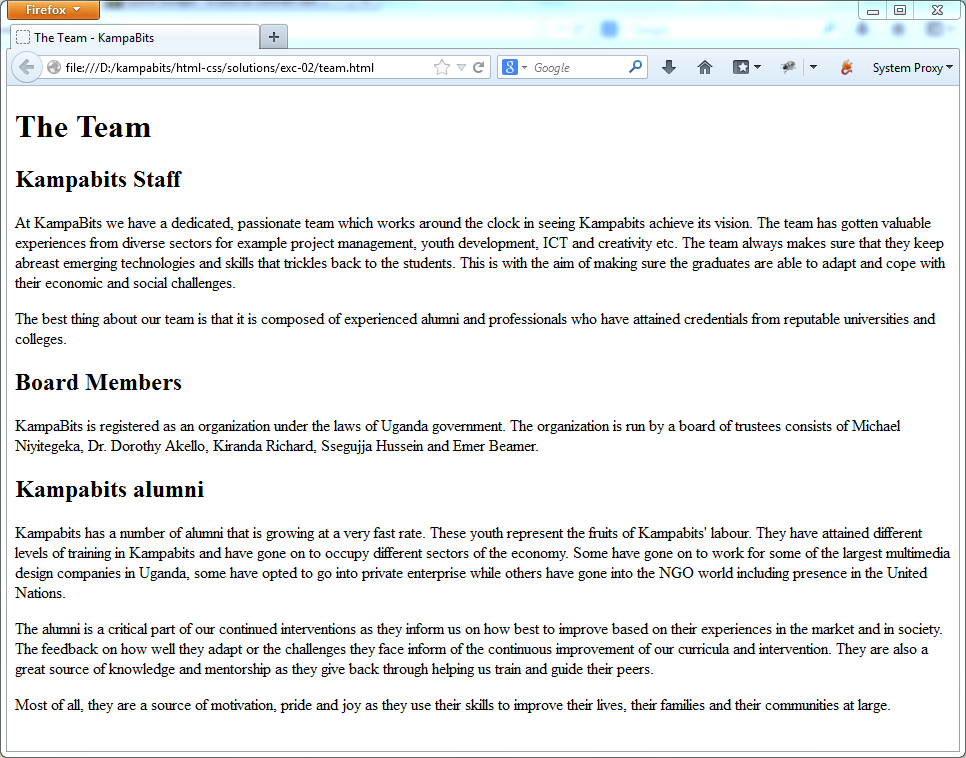 Firefox
The Team - KampaBits
file:///D:/kampabits/html-css/solutions/exc-02/team.html
Google
System Proxy
The Team
Kampabits Staff
At KampaBits we have a dedicated, passionate team which works around the clock in seeing Kampabits achieve its vision. The team has gotten valuable
experiences from diverse sectors for example project management, youth development, ICT and creativity etc. The team always makes sure that they keep
abreast emerging technologies and skills that trickles back to the students. This is with the aim of making sure the graduates are able to adapt and cope with
their economic and social challenges.
The best thing about our team is that it is composed of experienced alumni and professionals who have attained credentials from reputable universities and
colleges.
Board Members
KampaBits is registered as an organization under the laws of Uganda government. The organization is run by a board of trustees consists of Michael
Niyitegeka, Dr. Dorothy Akello, Kiranda Richard, Ssegujja Hussein and Emer Beamer.
Kampabits alumni
Kampabits has a number of alumni that is growing at a very fast rate. These youth represent the fruits of Kampabits' labour. They have attained different
levels of training in Kampabits and have gone on to occupy different sectors of the economy. Some have gone on to work for some of the largest multimedia
design companies in Uganda, some have opted to go into private enterprise while others have gone into the NGO world including presence in the United
Nations.
The alumni is a critical part of our continued interventions as they inform us on how best to improve based on their experiences in the market and in society.
The feedback on how well they adapt or the challenges they face inform of the continuous improvement of our curricula and intervention. They are also a
great source of knowledge and mentorship as they give back through helping us train and guide their peers.
Most of all, they are a source of motivation, pride and joy as they use their skills to improve their lives, their families and their communities at large.